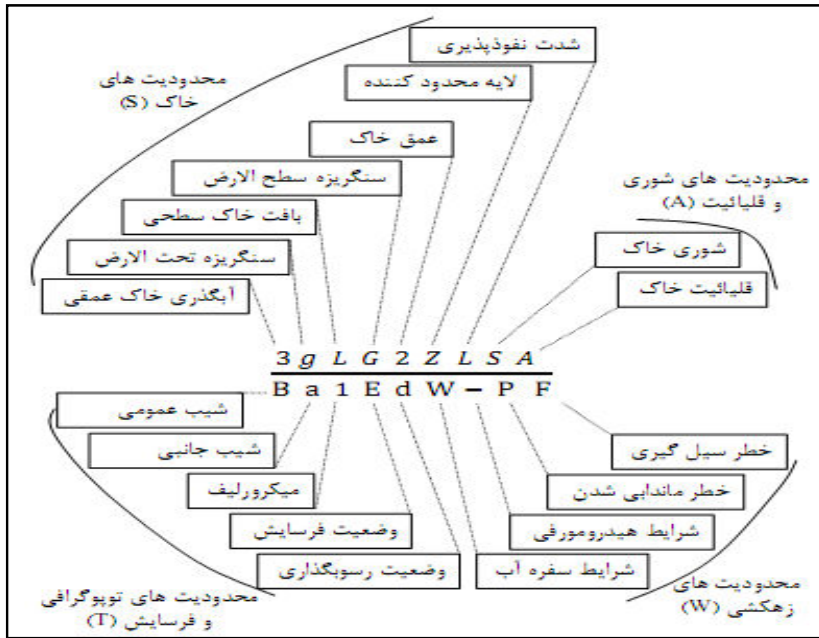 شدت نفوذپذیری
لایه محدود کننده
محدودیت های
خاک (S)
عمق خاک
سنگریزه سطح الارض
بافت خاک سطحی
سنگریزه تحت الارض
آبگذری خاک عمقی
محدودیت های شوری
و قلیائیت (A)
شوری خاک
قلیائیت خاک
3 g L G 2 Z L S A
B a 1 E d W – P F
شیب عمومی
شیب جانبی
میکرورلیف
وضعیت فرسایش
وضعیت رسوبگذاری
محدودیت های توپوگرافی
و فرسایش (T)
خطر سیل گیری
خطر ماندابی شدن
شرایط هیدرومورفی
شرایط سفره آب
محدودیت های
زهکشی (W)